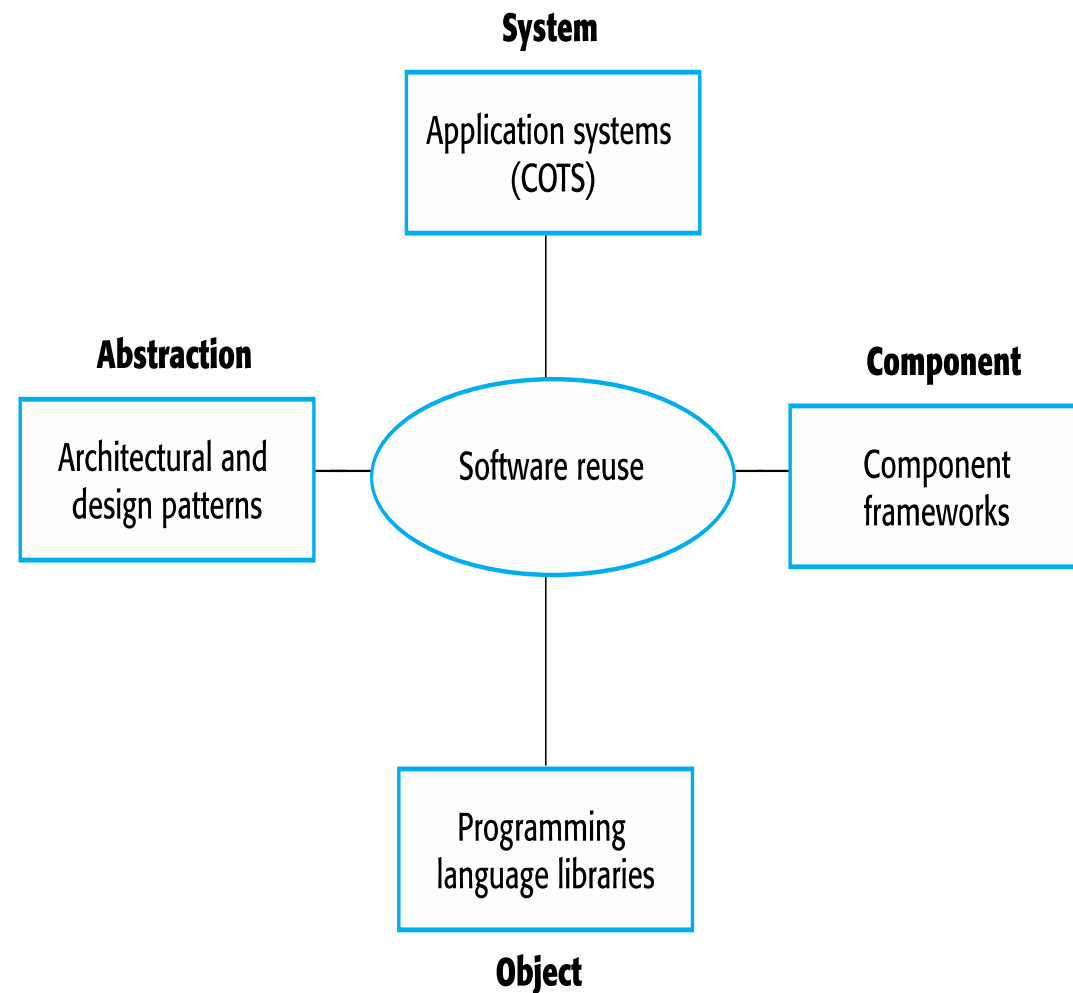 System
Application systems
(COTS)
Abstraction
Architectural and
design patterns
Software reuse
Component
Component
frameworks
Programming
language libraries
Object